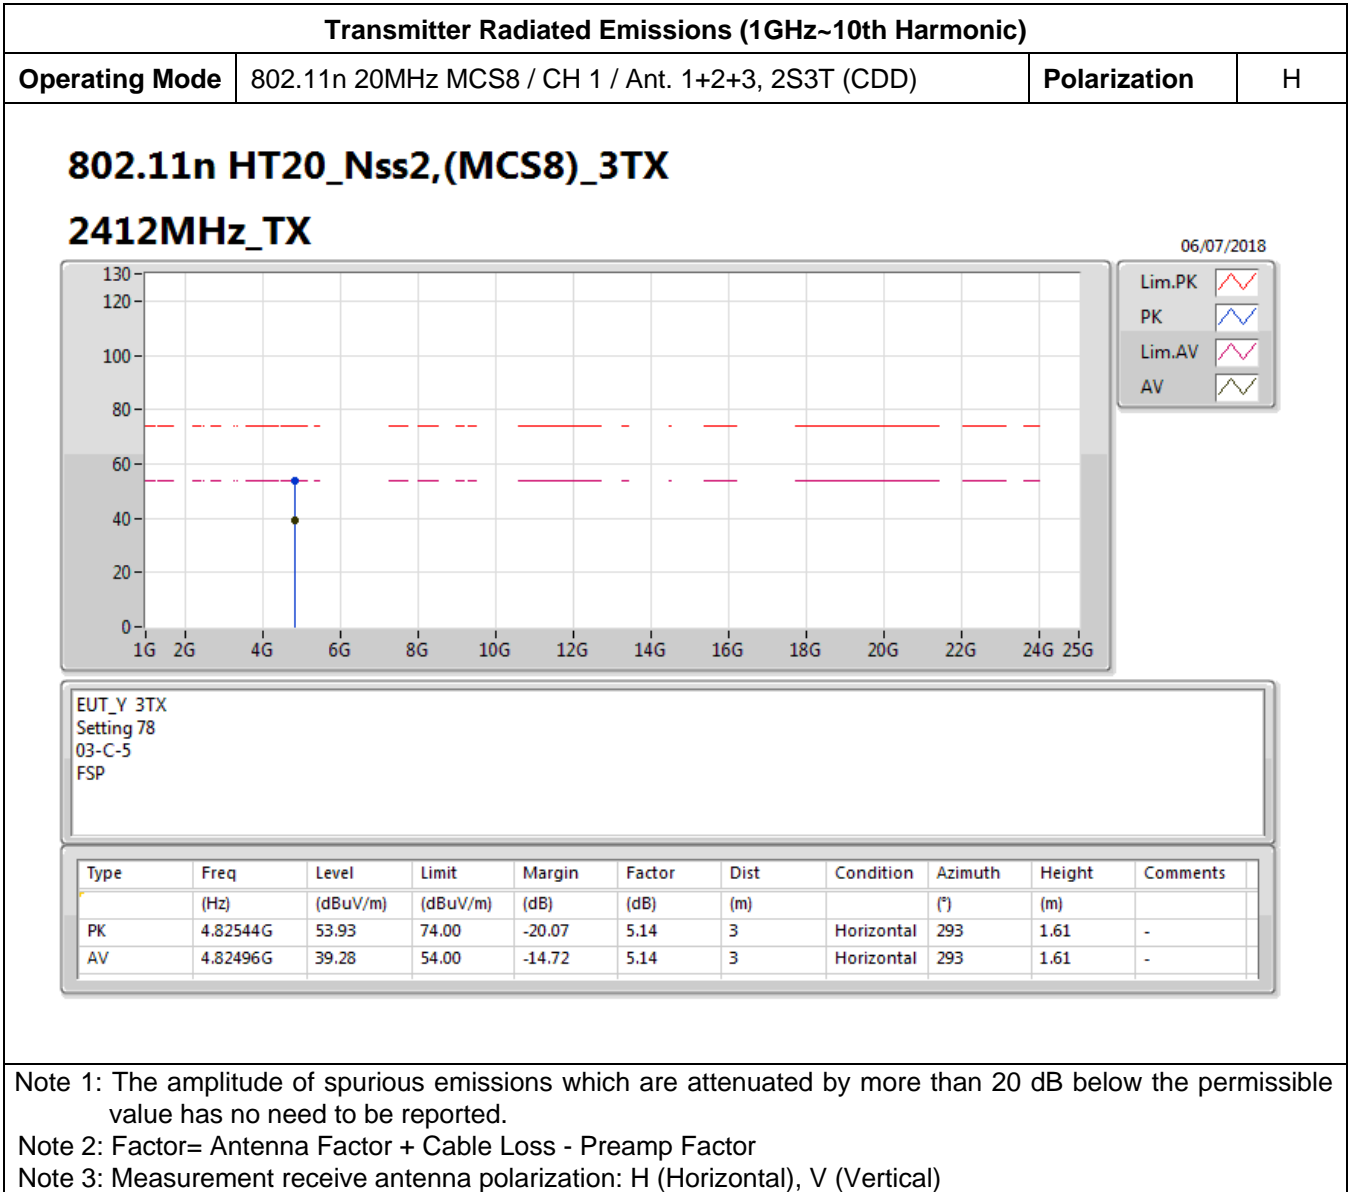 Transmitter Radiated Emissions (1GHz~10th Harmonic)
Operating Mode 802.11n 20MHz MCS8 / CH 1 / Ant. 1+2+3, 2S3T (CDD) Polarization H
802.11n HT20_Nss2,(MCS8)_3TX
2412MHz_TX
06/07/2018
130
120
100
80
60
40
20
0
1G 2G 4G 6G 8G 10G 12G 14G 16G 18G 20G 22G 24G 25G
Lim.PK
PK
Lim.AV
AV
EUT_Y 3TX
Setting 78
03-C-5
FSP
Type Freq Level Limit Margin Factor Dist Condition Azimuth Height Comments
(Hz) (dBuV/m) (dBuV/m) (dB) (dB) (m) (°) (m)
PK 4.82544G 53.93 74.00 -20.07 5.14 3 Horizontal 293 1.61 -
AV 4.82496G 39.28 54.00 -14.72 5.14 3 Horizontal 293 1.61 -
Note 1: The amplitude of spurious emissions which are attenuated by more than 20 dB below the permissible
value has no need to be reported.
Note 2: Factor= Antenna Factor + Cable Loss - Preamp Factor
Note 3: Measurement receive antenna polarization: H (Horizontal), V (Vertical)